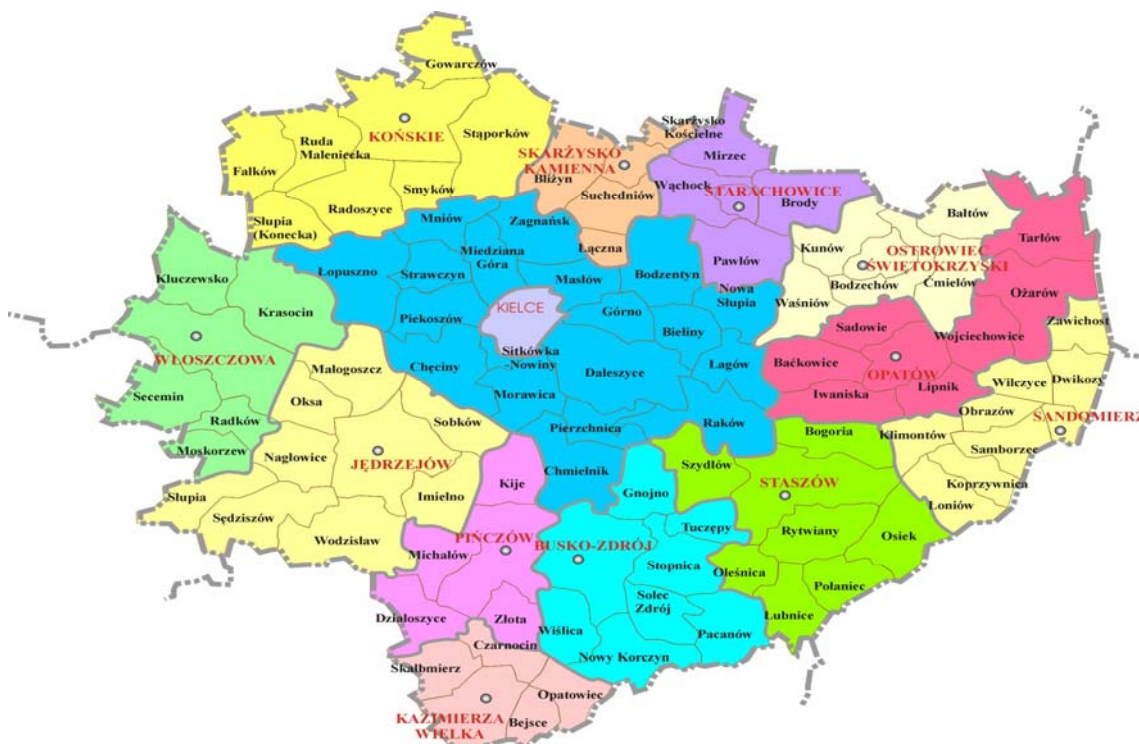 Gowarczów
KOŃSKIE
Stąporków
Ruda
Maleniecka
Fałków
Smyków
Radoszyce
Słupia
(Konecka)
Skarżysko
Kościelne
SKARŻYSKO
KAMIENNA
Bliżyn
Suchedniów
Łączna
Mirzec
Wąchock
STARACHOWICE
Brody
Pawłów
Bałtów
Kunów
OSTROWIEC
ŚWIĘTOKRZYSKI
Bodzechów
Ćmielów
Waśniów
Tarłów
Ożarów
Sadowie
Wojciechowice
Baćkowice
OPATÓW
Lipnik
Iwaniska
Mniów
Zagnańsk
Miedziana
Góra
Łopuszno
Strawczyn
Masłów
Bodzentyn
Nowa
Słupia
KIELCE
Piekoszów
Górno
Bieliny
Sitkówka
-Nowiny
Chęciny
Daleszyce
Łagów
Morawica
Pierzchnica
Raków
Chmielnik
Kluczewsko
Krasocin
WŁOSZCZOWA
Secemin
Radków
Moskorzew
Małogoszcz
Oksa
Sobków
Nagłowice
JĘDRZEJÓW
Imielno
Słupia
Sędziszów
Wodzisław
Zawichost
Wilczyce
Dwikozy
Obrazów
SANDOMIERZ
Klimontów
Samborzec
Koprzywnica
Łoniów
Bogoria
Szydłów
STASZÓW
Rytwiany
Osiek
Oleśnica
Połaniec
Łubnice
Kije
PIŃCZÓW
Michałów
Działoszyce
Złota
Gnojno
Tuczępy
BUSKO-ZDRÓJ
Stopnica
Solec
Zdrój
Wiślica
Pacanów
Nowy Korczyn
Czarnocin
Skalbmierz
Opatowiec
KAZIMIERZA
WIELKA
Bejsce